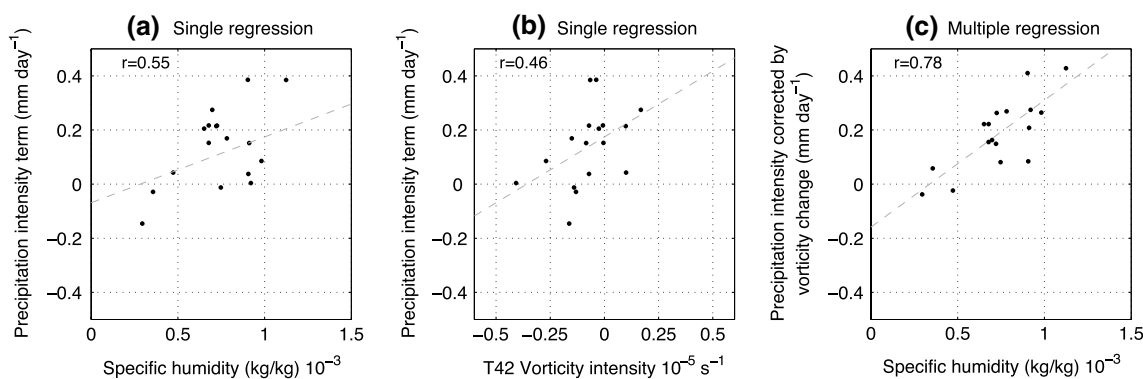 (a) Single regression
r=0.55
Precipitation intensity term (mm day⁻¹)
0.4
0.2
0
−0.2
−0.4
0 0.5 1 1.5
Specific humidity (kg/kg) 10⁻³
(b) Single regression
r=0.46
Precipitation intensity term (mm day⁻¹)
0.4
0.2
0
−0.2
−0.4
−0.5 −0.25 0 0.25 0.5
T42 Vorticity intensity 10⁻⁵ s⁻¹
(c) Multiple regression
r=0.78
Precipitation intensity corrected by
vorticity change (mm day⁻¹)
0.4
0.2
0
−0.2
−0.4
0 0.5 1 1.5
Specific humidity (kg/kg) 10⁻³